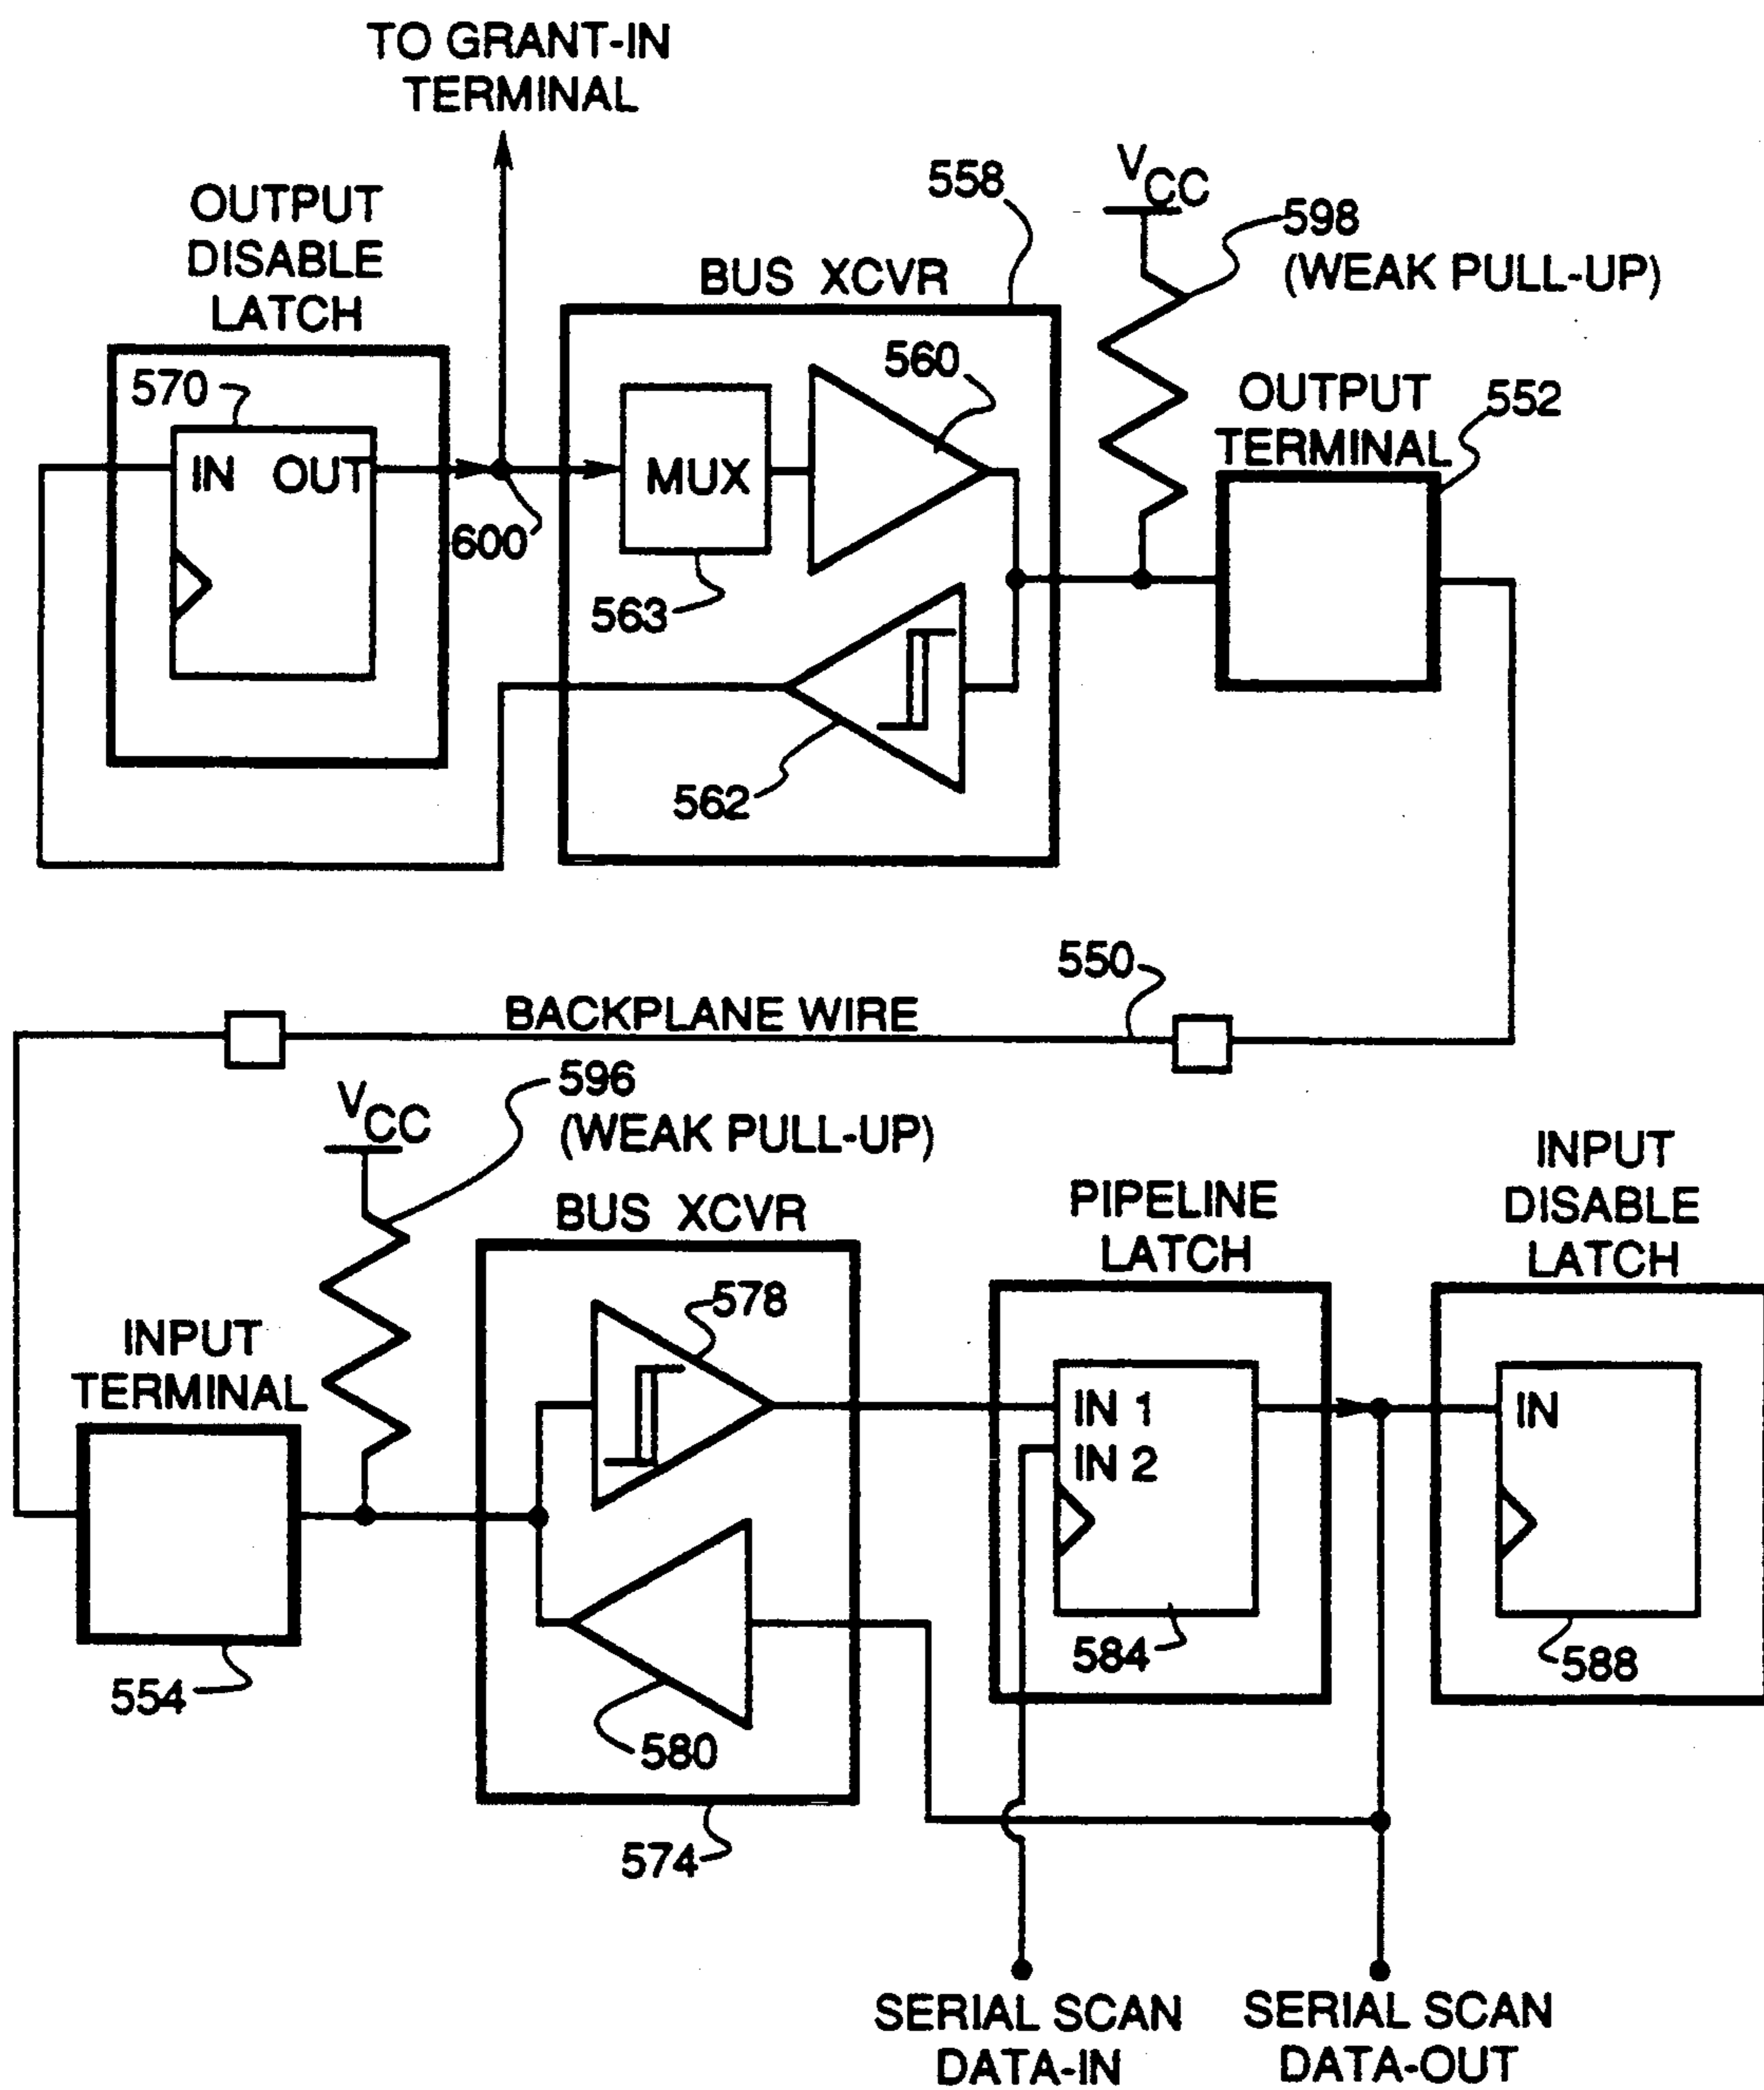 TO GRANT-IN
TERMINAL
OUTPUT
DISABLE
LATCH
570
IN OUT
600
558
BUS XCVR
MUX
563
560
562
VCC
598
(WEAK PULL-UP)
OUTPUT
TERMINAL
552
550
BACKPLANE WIRE
VCC
596
(WEAK PULL-UP)
INPUT
TERMINAL
554
BUS XCVR
578
580
574
PIPELINE
LATCH
IN 1
IN 2
584
INPUT
DISABLE
LATCH
IN
588
SERIAL SCAN
DATA-IN
SERIAL SCAN
DATA-OUT